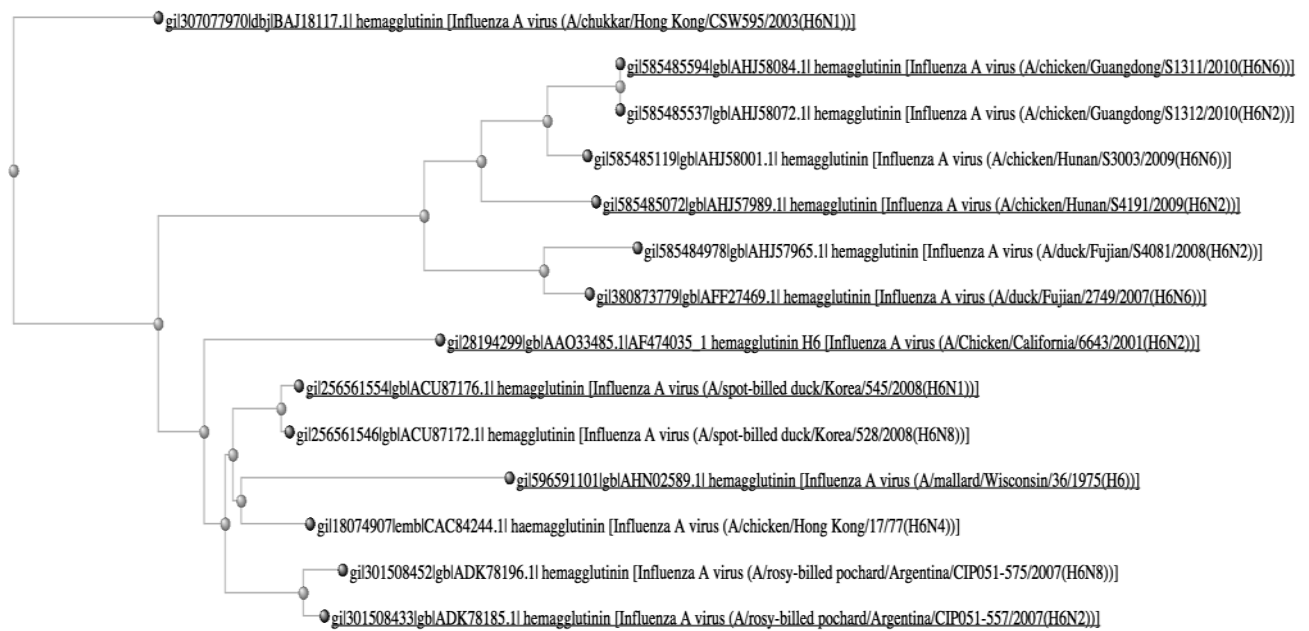 gi|307077970|dbj|BAJ18117.1| hemagglutinin [Influenza A virus (A/chukkar/Hong Kong/CSW595/2003(H6N1))]
gi|585485594|gb|AHJ58084.1| hemagglutinin [Influenza A virus (A/chicken/Guangdong/S1311/2010(H6N6))]
gi|585485537|gb|AHJ58072.1| hemagglutinin [Influenza A virus (A/chicken/Guangdong/S1312/2010(H6N2))]
gi|585485119|gb|AHJ58001.1| hemagglutinin [Influenza A virus (A/chicken/Hunan/S3003/2009(H6N6))]
gi|585485072|gb|AHJ57989.1| hemagglutinin [Influenza A virus (A/chicken/Hunan/S4191/2009(H6N2))]
gi|585484978|gb|AHJ57965.1| hemagglutinin [Influenza A virus (A/duck/Fujian/S4081/2008(H6N2))]
gi|380873779|gb|AFF27469.1| hemagglutinin [Influenza A virus (A/duck/Fujian/2749/2007(H6N6))]
gi|28194299|gb|AAO33485.1|AF474035_1 hemagglutinin H6 [Influenza A virus (A/Chicken/California/6643/2001(H6N2))]
gi|256561554|gb|ACU87176.1| hemagglutinin [Influenza A virus (A/spot-billed duck/Korea/545/2008(H6N1))]
gi|256561546|gb|ACU87172.1| hemagglutinin [Influenza A virus (A/spot-billed duck/Korea/528/2008(H6N8))]
gi|596591101|gb|AHN02589.1| hemagglutinin [Influenza A virus (A/mallard/Wisconsin/36/1975(H6))]
gi|18074907|emb|CAC84244.1| haemagglutinin [Influenza A virus (A/chicken/Hong Kong/17/77(H6N4))]
gi|301508452|gb|ADK78196.1| hemagglutinin [Influenza A virus (A/rosy-billed pochard/Argentina/CIP051-575/2007(H6N8))]
gi|301508433|gb|ADK78185.1| hemagglutinin [Influenza A virus (A/rosy-billed pochard/Argentina/CIP051-557/2007(H6N2))]